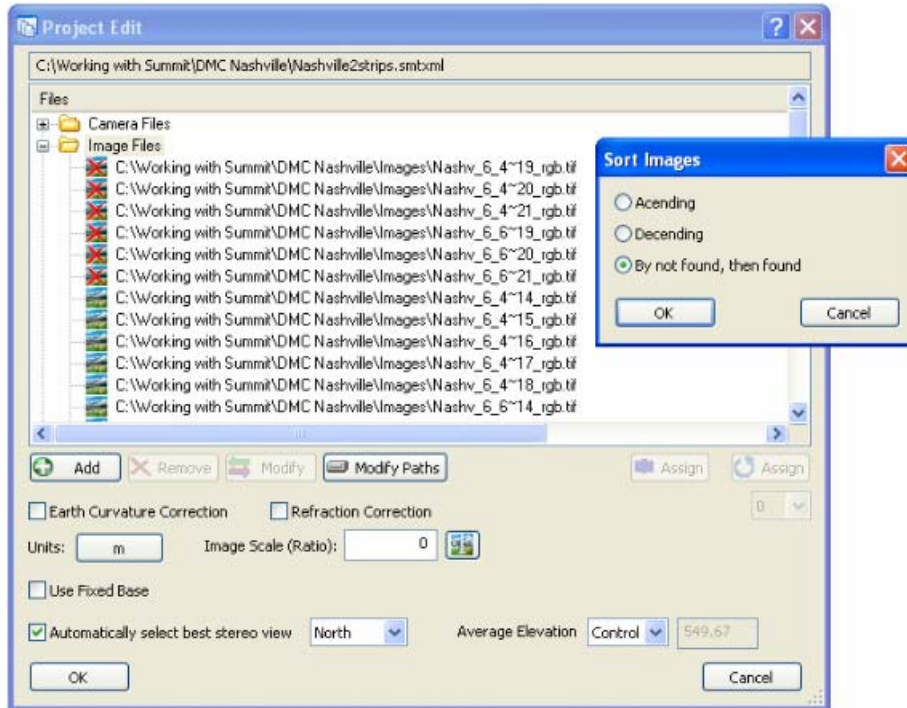 Project Edit
C:\Working with Summit\DMC Nashville\Nashville2strips.smtxml
Files
Camera Files
Image Files
C:\Working with Summit\DMC Nashville\Images\Nashv_6_4~19_rgb.tif
C:\Working with Summit\DMC Nashville\Images\Nashv_6_4~20_rgb.tif
C:\Working with Summit\DMC Nashville\Images\Nashv_6_4~21_rgb.tif
C:\Working with Summit\DMC Nashville\Images\Nashv_6_6~19_rgb.tif
C:\Working with Summit\DMC Nashville\Images\Nashv_6_6~20_rgb.tif
C:\Working with Summit\DMC Nashville\Images\Nashv_6_6~21_rgb.tif
C:\Working with Summit\DMC Nashville\Images\Nashv_6_4~14_rgb.tif
C:\Working with Summit\DMC Nashville\Images\Nashv_6_4~15_rgb.tif
C:\Working with Summit\DMC Nashville\Images\Nashv_6_4~16_rgb.tif
C:\Working with Summit\DMC Nashville\Images\Nashv_6_4~17_rgb.tif
C:\Working with Summit\DMC Nashville\Images\Nashv_6_4~18_rgb.tif
C:\Working with Summit\DMC Nashville\Images\Nashv_6_6~14_rgb.tif
Sort Images
Acending
Decending
By not found, then found
OK Cancel
Add Remove Modify Modify Paths Assign Assign
Earth Curvature Correction Refraction Correction 0
Units: m Image Scale (Ratio): 0
Use Fixed Base
Automatically select best stereo view North Average Elevation Control 549.67
OK Cancel